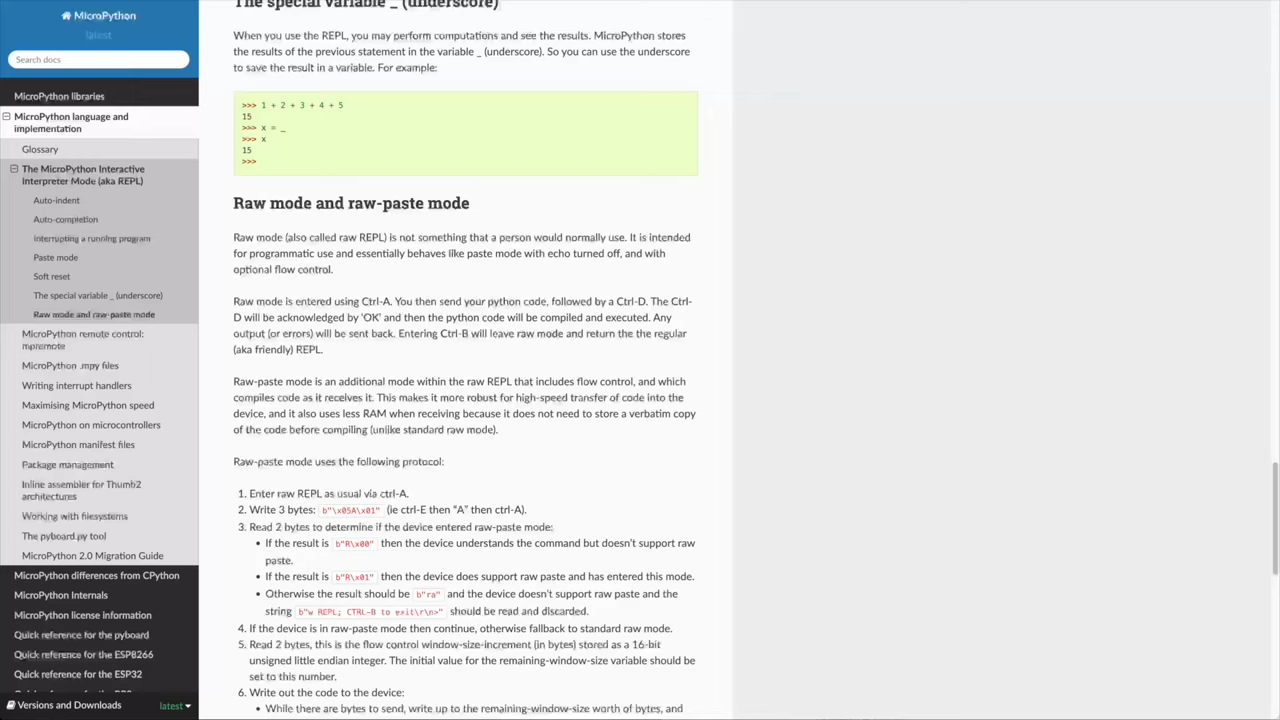 MicroPython
latest
Search docs
MicroPython libraries
MicroPython language and
implementation
Glossary
The MicroPython Interactive
Interpreter Mode (aka REPL)
Auto-indent
Auto-completion
Interrupting a running program
Paste mode
Soft reset
The special variable _ (underscore)
Raw mode and raw-paste mode
MicroPython remote control:
mpremote
MicroPython .mpy files
Writing interrupt handlers
Maximising MicroPython speed
MicroPython on microcontrollers
MicroPython manifest files
Package management
Inline assembler for Thumb2
architectures
Working with filesystems
The pyboard.py tool
MicroPython 2.0 Migration Guide
MicroPython differences from CPython
MicroPython Internals
MicroPython license information
Quick reference for the pyboard
Quick reference for the ESP8266
Quick reference for the ESP32
Versions and Downloads
latest
The special variable _ (underscore)
When you use the REPL, you may perform computations and see the results. MicroPython stores
the results of the previous statement in the variable _ (underscore). So you can use the underscore
to save the result in a variable. For example:
>>> 1 + 2 + 3 + 4 + 5
15
>>> x = _
>>> x
15
>>>
Raw mode and raw-paste mode
Raw mode (also called raw REPL) is not something that a person would normally use. It is intended
for programmatic use and essentially behaves like paste mode with echo turned off, and with
optional flow control.
Raw mode is entered using Ctrl-A. You then send your python code, followed by a Ctrl-D. The Ctrl-
D will be acknowledged by ‘OK’ and then the python code will be compiled and executed. Any
output (or errors) will be sent back. Entering Ctrl-B will leave raw mode and return the the regular
(aka friendly) REPL.
Raw-paste mode is an additional mode within the raw REPL that includes flow control, and which
compiles code as it receives it. This makes it more robust for high-speed transfer of code into the
device, and it also uses less RAM when receiving because it does not need to store a verbatim copy
of the code before compiling (unlike standard raw mode).
Raw-paste mode uses the following protocol:
1. Enter raw REPL as usual via ctrl-A.
2. Write 3 bytes: b"\x05A\x01" (ie ctrl-E then “A” then ctrl-A).
3. Read 2 bytes to determine if the device entered raw-paste mode:
• If the result is b"R\x00" then the device understands the command but doesn’t support raw
paste.
• If the result is b"R\x01" then the device does support raw paste and has entered this mode.
• Otherwise the result should be b"ra" and the device doesn’t support raw paste and the
string b"w REPL; CTRL-B to exit\r\n>" should be read and discarded.
4. If the device is in raw-paste mode then continue, otherwise fallback to standard raw mode.
5. Read 2 bytes, this is the flow control window-size-increment (in bytes) stored as a 16-bit
unsigned little endian integer. The initial value for the remaining-window-size variable should be
set to this number.
6. Write out the code to the device:
• While there are bytes to send, write up to the remaining-window-size worth of bytes, and